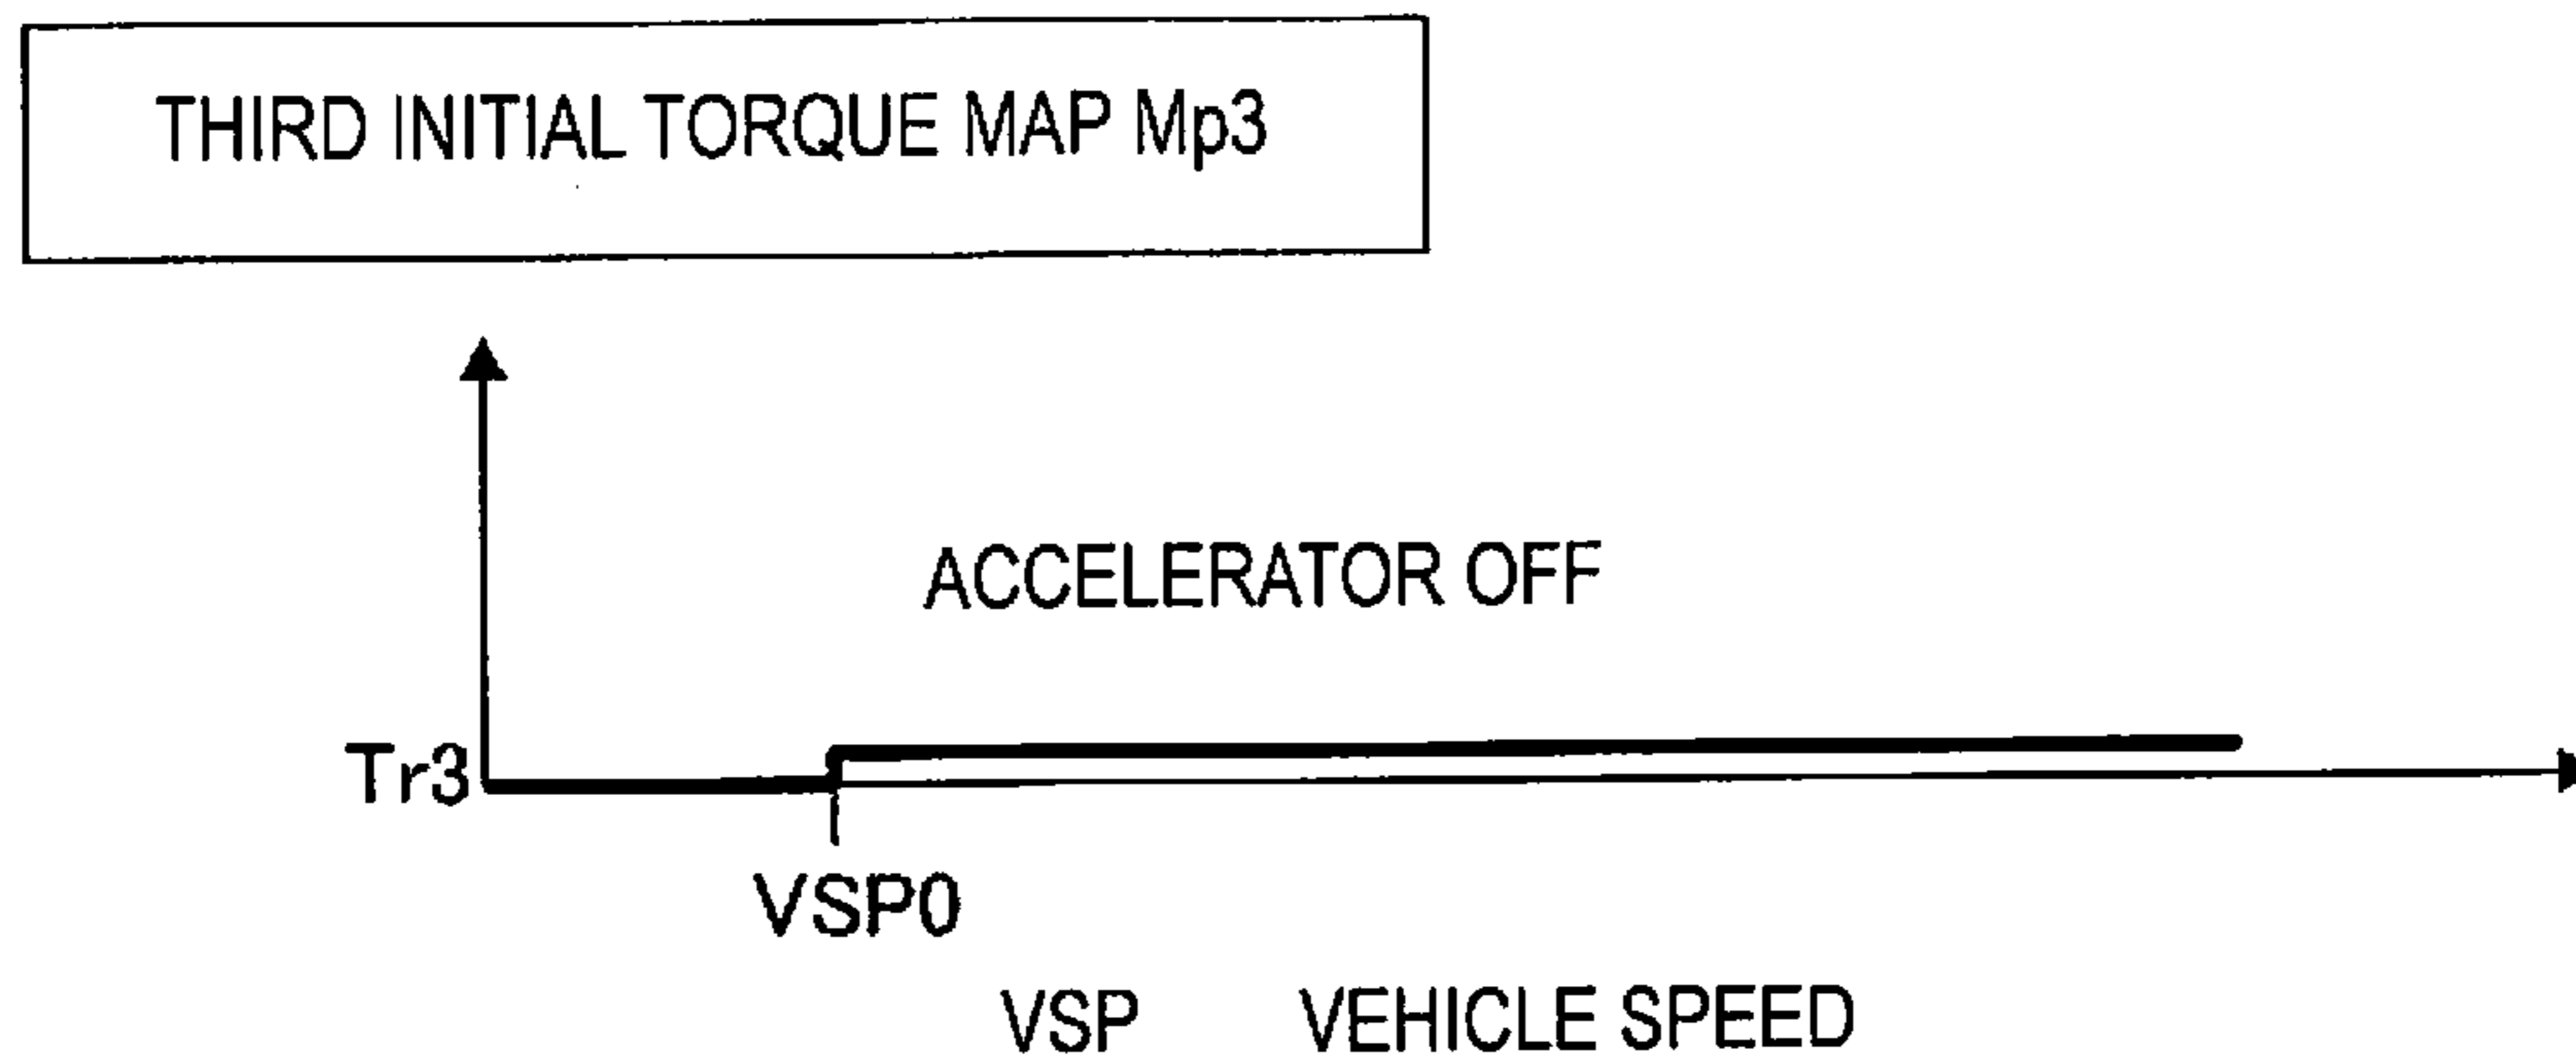 THIRD INITIAL TORQUE MAP Mp3
ACCELERATOR OFF
Tr3
VSP0
VSP VEHICLE SPEED